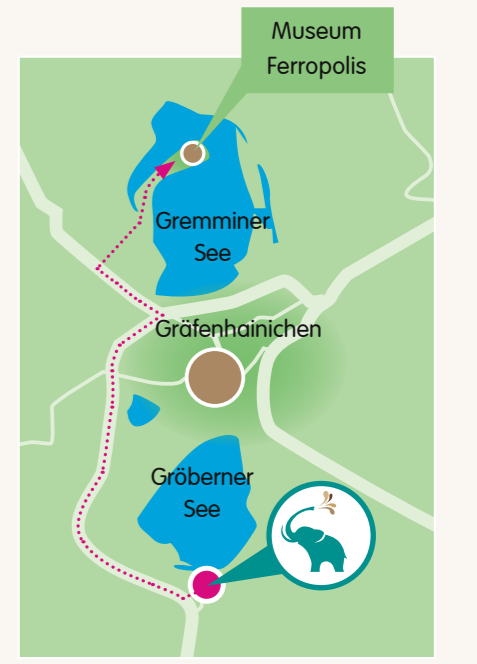 Museum
Ferropolis
Gremminer
See
Gräfenhainichen
Gröberner
See